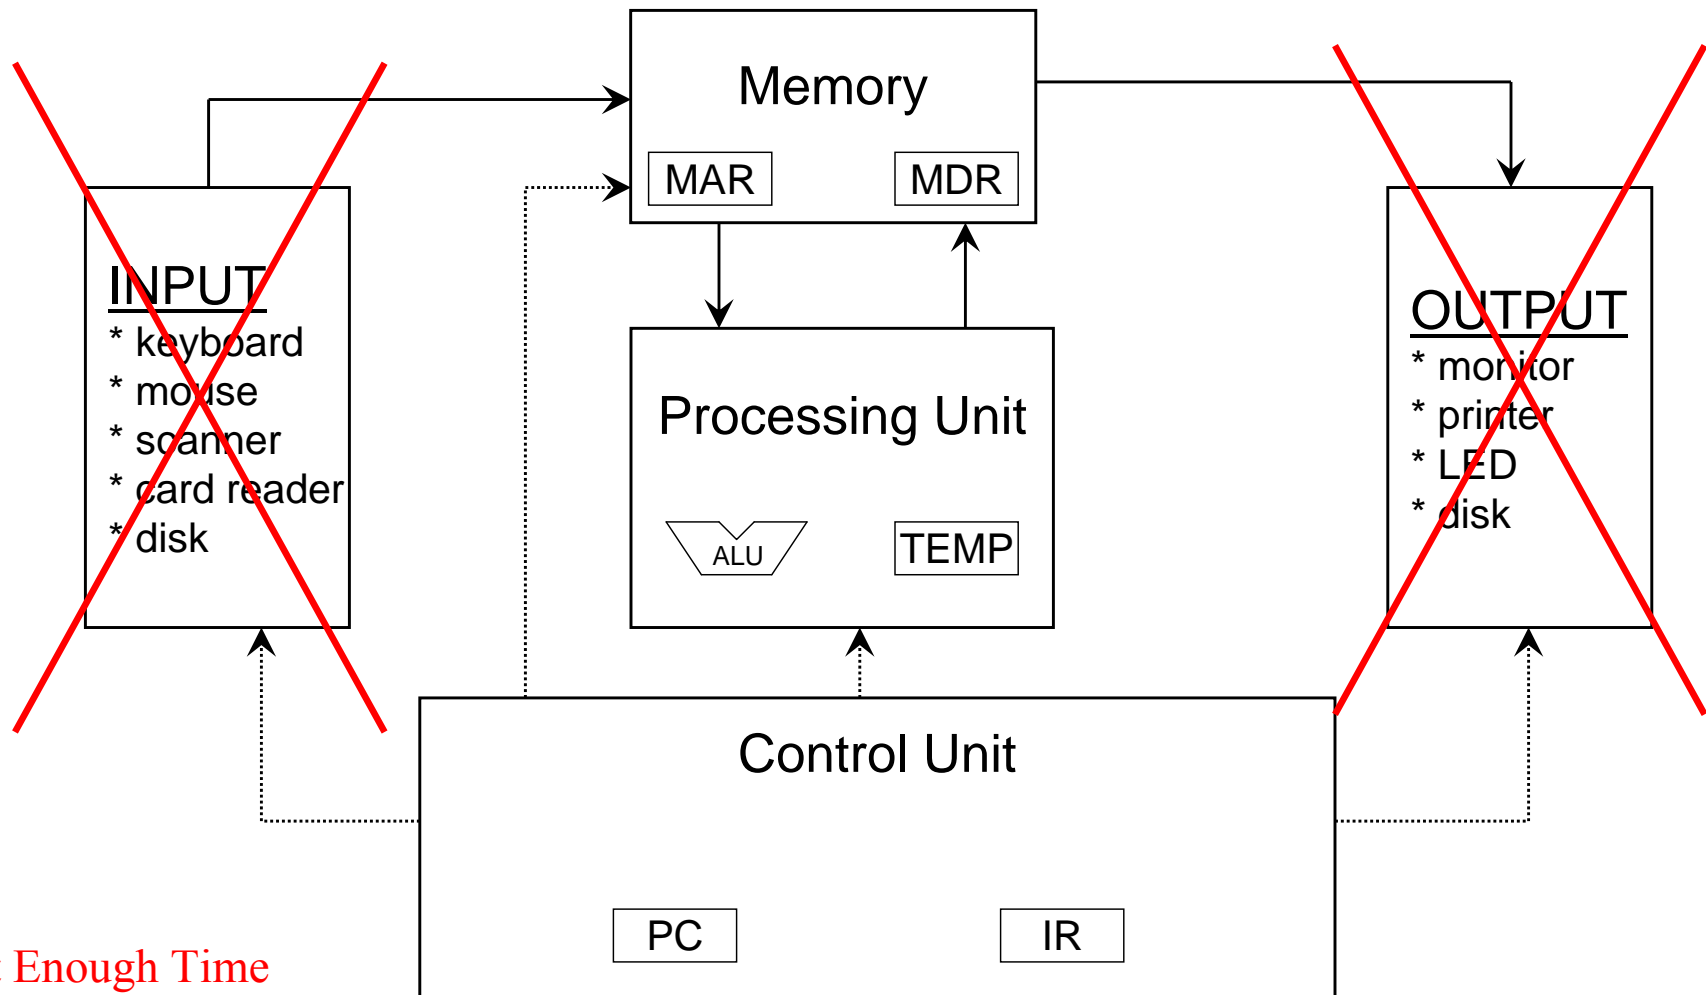 Memory
MAR
MDR
INPUT
* keyboard
* mouse
* scanner
* card reader
* disk
Processing Unit
ALU
TEMP
OUTPUT
* monitor
* printer
* LED
* disk
Control Unit
PC
IR
Enough Time